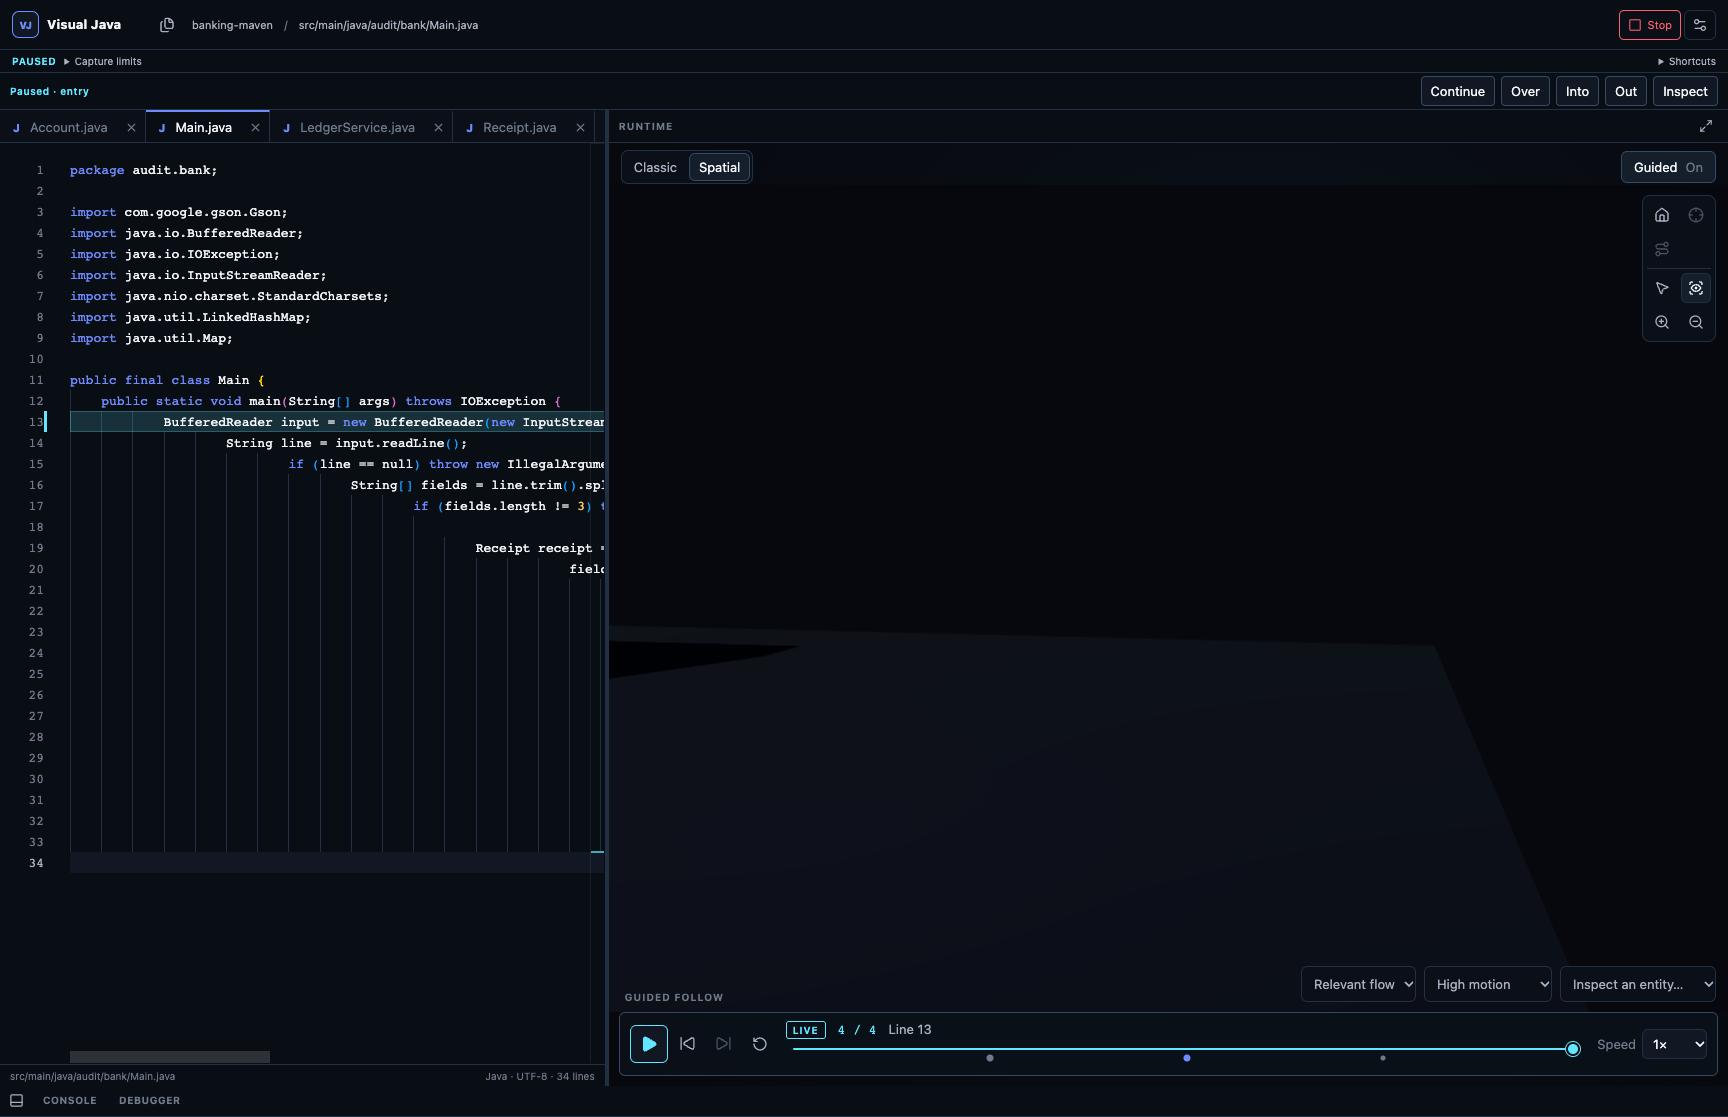 VJ Visual Java banking-maven / src/main/java/audit/bank/Main.java Stop
PAUSED Capture limits Shortcuts
Paused · entry Continue Over Into Out Inspect
J Account.java J Main.java J LedgerService.java J Receipt.java
RUNTIME
Classic Spatial Guided On
1 package audit.bank;
2
3 import com.google.gson.Gson;
4 import java.io.BufferedReader;
5 import java.io.IOException;
6 import java.io.InputStreamReader;
7 import java.nio.charset.StandardCharsets;
8 import java.util.LinkedHashMap;
9 import java.util.Map;
10
11 public final class Main {
12 public static void main(String[] args) throws IOException {
13 BufferedReader input = new BufferedReader(new InputStrear
14 String line = input.readLine();
15 if (line == null) throw new IllegalArgume
16 String[] fields = line.trim().spl
17 if (fields.length != 3) t
18
19 Receipt receipt =
20 field
21
22
23
24
25
26
27
28
29
30
31
32
33
34
Relevant flow High motion Inspect an entity...
GUIDED FOLLOW
LIVE 4 / 4 Line 13
Speed 1×
src/main/java/audit/bank/Main.java Java · UTF-8 · 34 lines
CONSOLE DEBUGGER